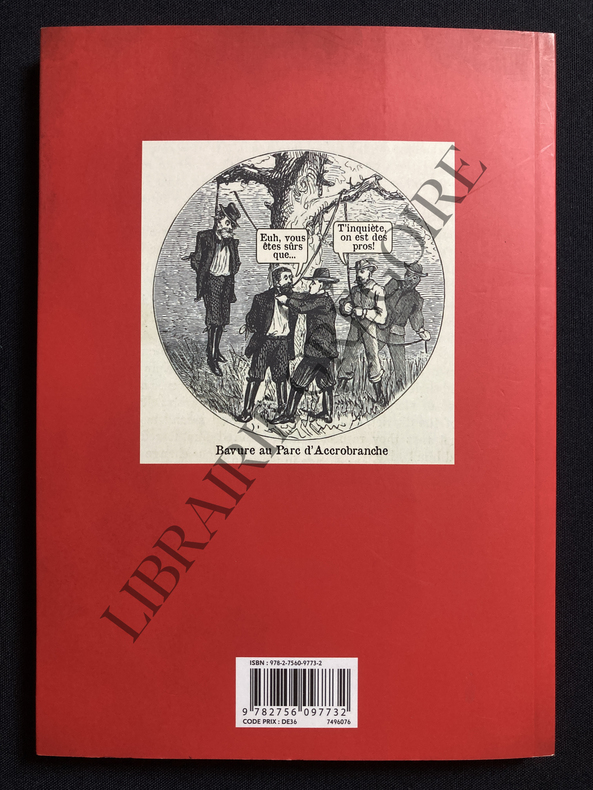 Euh, vous
êtes sûrs
que...
T'inquiète,
on est des
pros!
Bavure au Parc d'Accrobranche
ISBN : 978-2-7560-9773-2
9 782756 097732
CODE PRIX : DE36 7496076